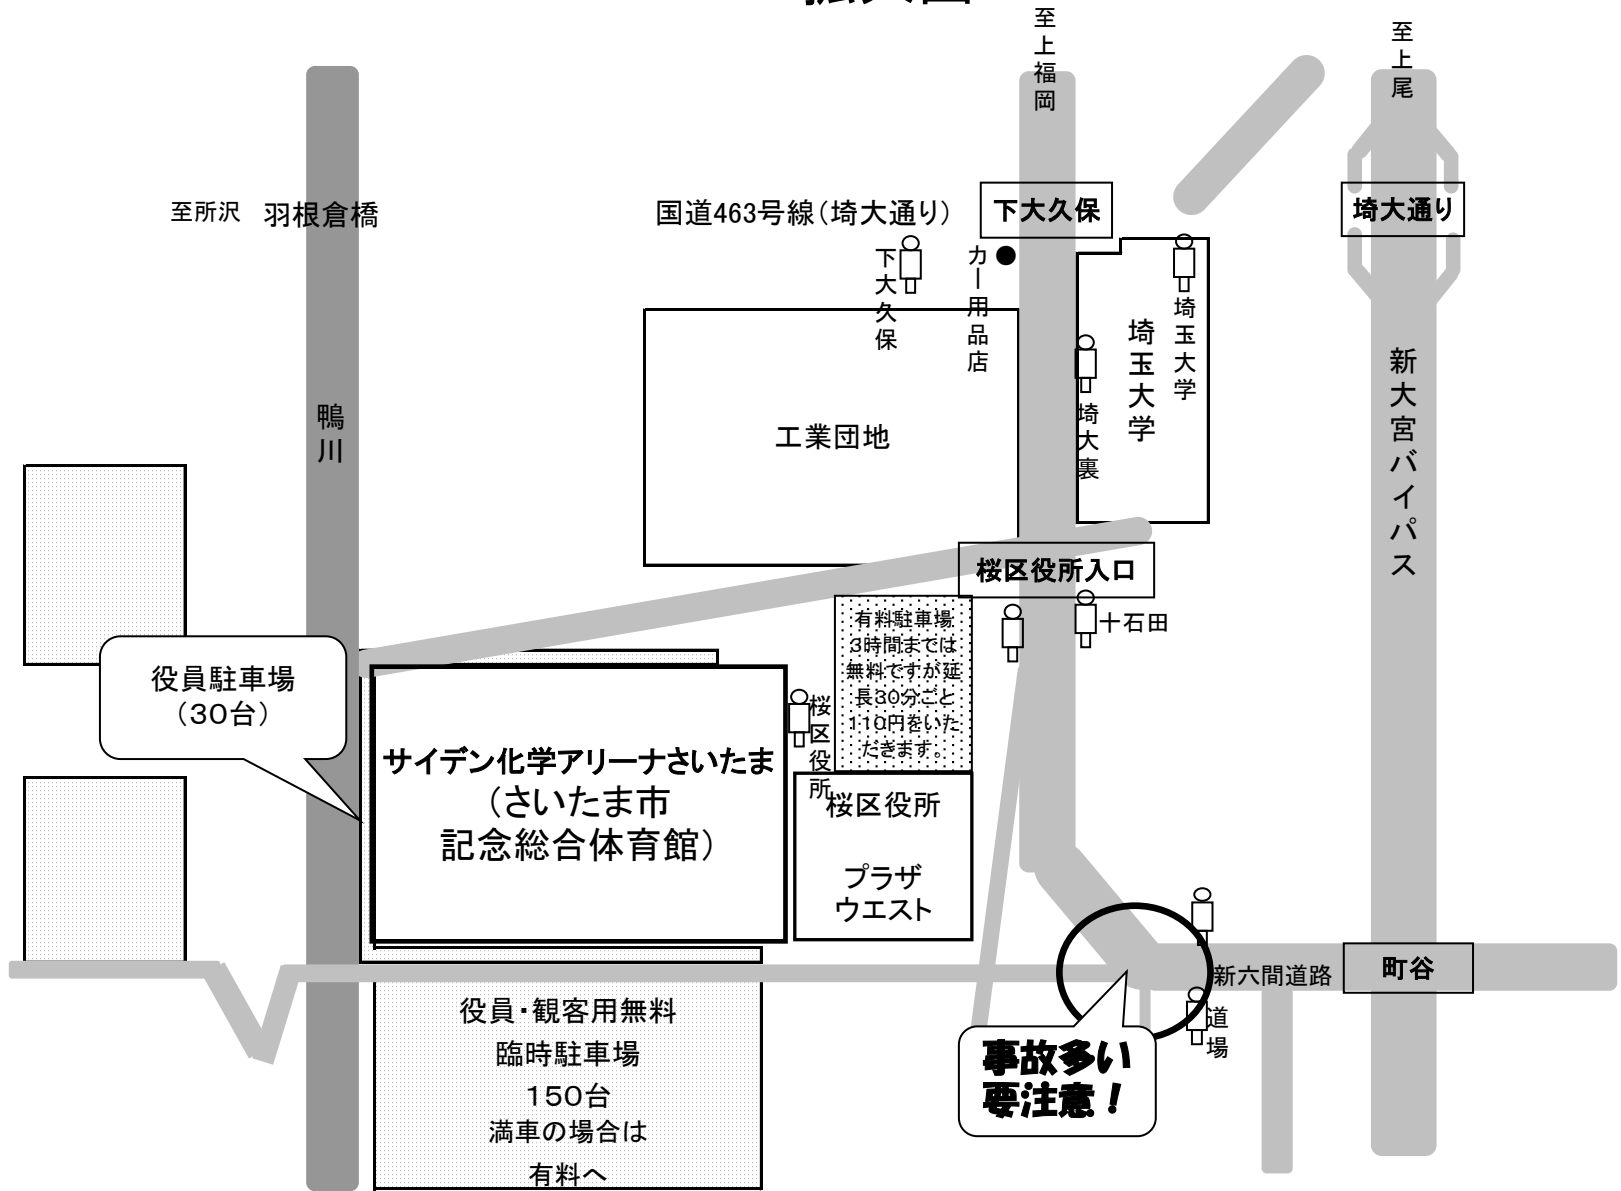 至上福岡
至上尾
至所沢
羽根倉橋
国道463号線（埼大通り）
下大久保
埼大通り
下大久保
カー用品店
埼玉大学
埼玉大学
埼大裏
新大宮バイパス
鴨川
工業団地
桜区役所入口
十石田
有料駐車場
3時間までは
無料ですが延
長30分ごと
110円をいた
だきます。
役員駐車場
（30台）
桜区役所
サイデン化学アリーナさいたま
（さいたま市
記念総合体育館）
桜区役所
プラザ
ウエスト
新六間道路
町谷
道場
事故多い
要注意！
役員・観客用無料
臨時駐車場
150台
満車の場合は
有料へ